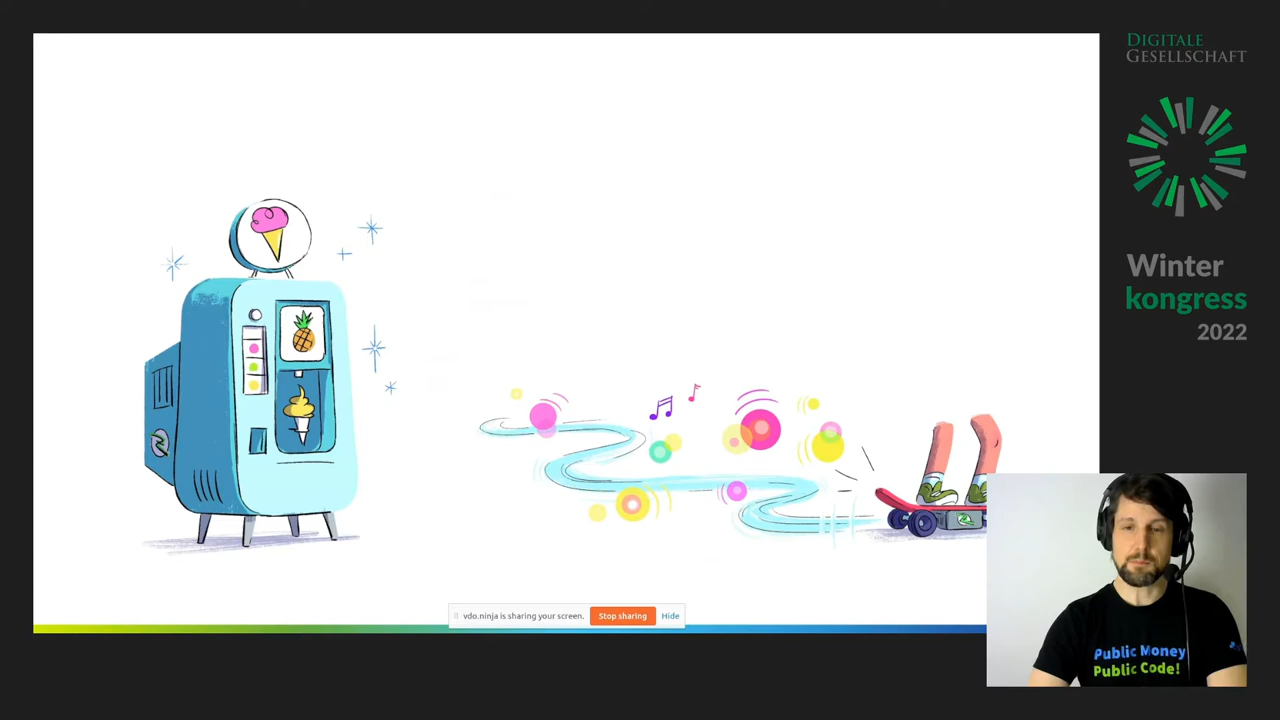 DIGITALE
GESELLSCHAFT
Winter
kongress
2022
Public Money
Public Code!
vdo.ninja is sharing your screen.
Stop sharing
Hide